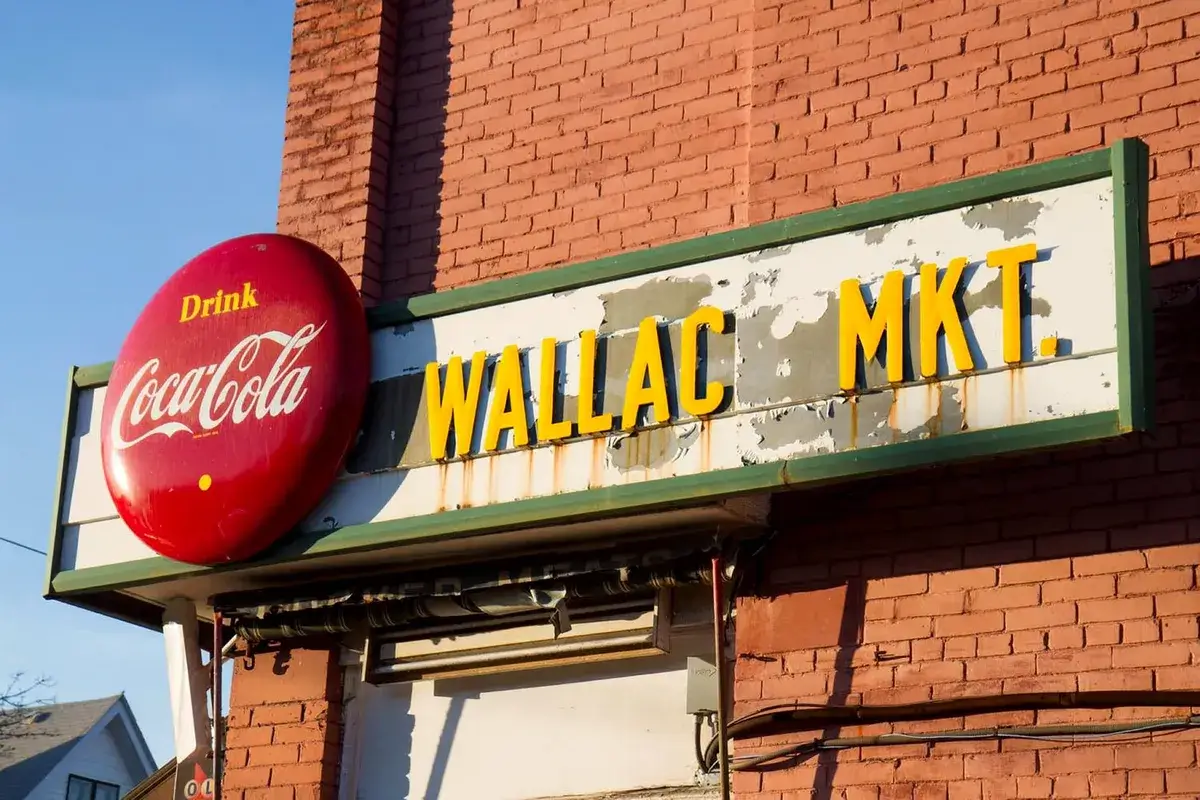 Drink
Coca-Cola
WALLAC MKT.